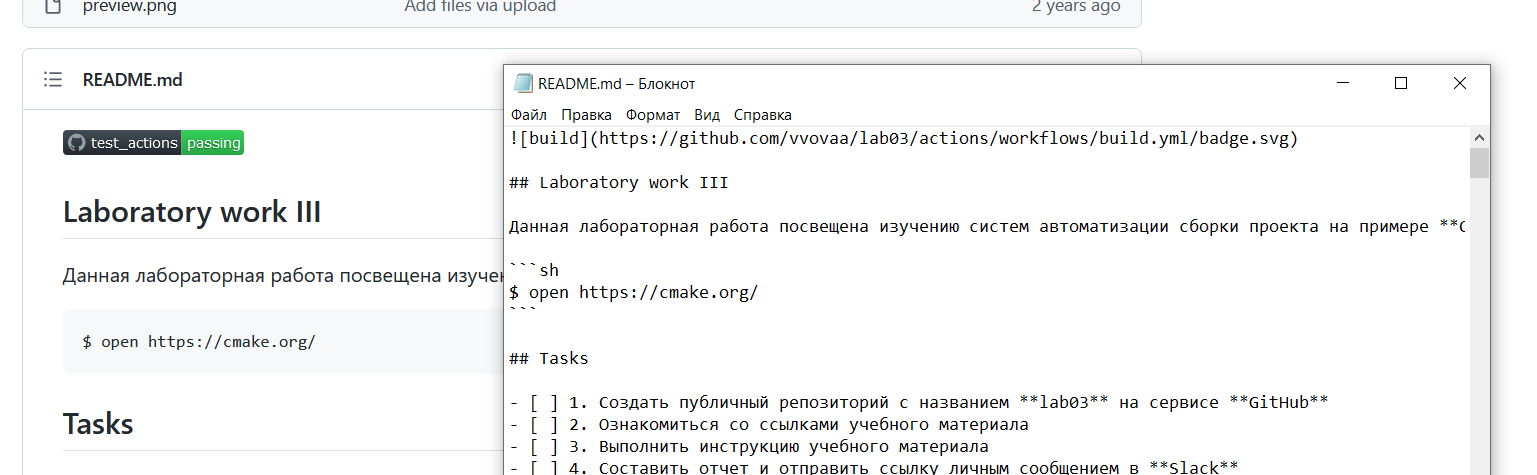 preview.png Add files via upload 2 years ago
README.md
test_actions passing
Laboratory work III
Данная лабораторная работа посвещена изучен
$ open https://cmake.org/
Tasks
README.md – Блокнот
Файл Правка Формат Вид Справка
![build](https://github.com/vvovaa/lab03/actions/workflows/build.yml/badge.svg)
## Laboratory work III
Данная лабораторная работа посвещена изучению систем автоматизации сборки проекта на примере **C
```sh
$ open https://cmake.org/
```
## Tasks
- [ ] 1. Создать публичный репозиторий с названием **lab03** на сервисе **GitHub**
- [ ] 2. Ознакомиться со ссылками учебного материала
- [ ] 3. Выполнить инструкцию учебного материала
- [ ] 4. Составить отчет и отправить ссылку личным сообщением в **Slack**